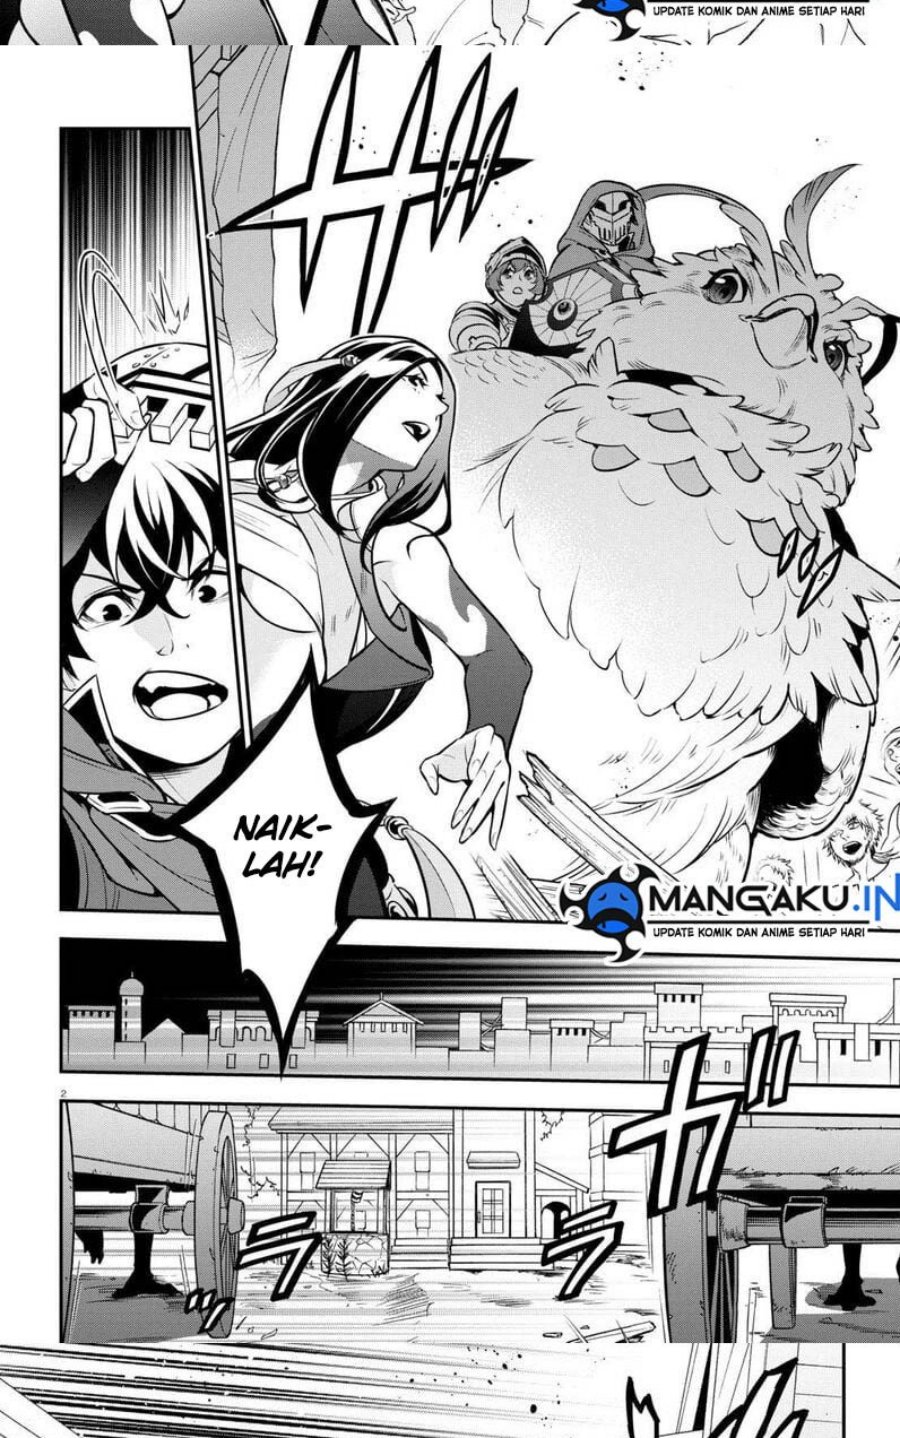 UPDATE KOMIK DAN ANIME SETIAP HARI
ザ
NAIK-
LAH!
MANGAKU.IN
UPDATE KOMIK DAN ANIME SETIAP HARI
2
ガ
ラ
ラ